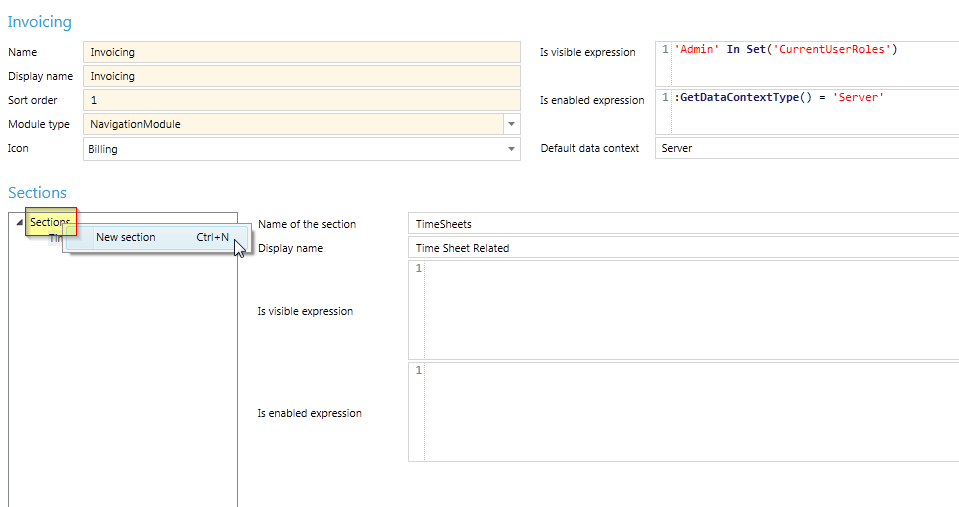 Invoicing
Name Invoicing
Display name Invoicing
Sort order 1
Module type NavigationModule
Icon Billing
Is visible expression 1 'Admin' In Set('CurrentUserRoles')
Is enabled expression 1 :GetDataContextType() = 'Server'
Default data context Server
Sections
Sections
New section Ctrl+N
Name of the section TimeSheets
Display name Time Sheet Related
Is visible expression 1
Is enabled expression 1